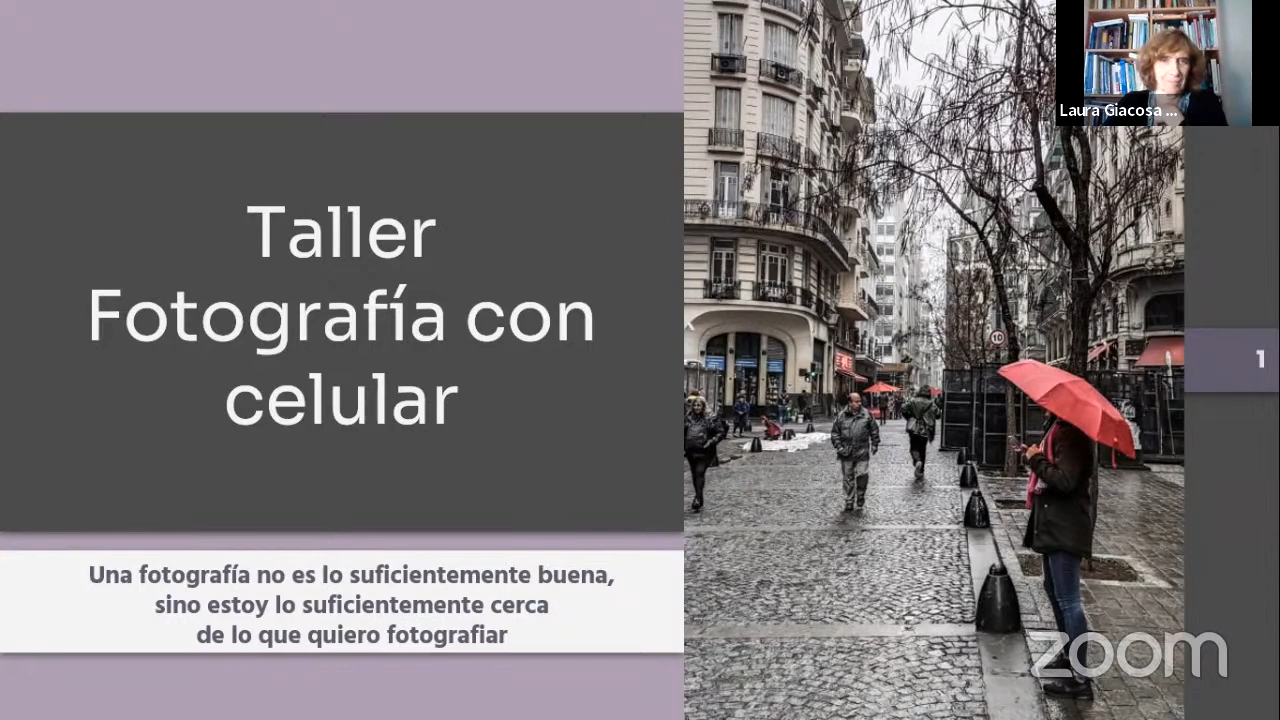 Taller
Fotografía con
celular
Una fotografía no es lo suficientemente buena,
sino estoy lo suficientemente cerca
de lo que quiero fotografiar
Laura Giacosa ...
10
1
zoom